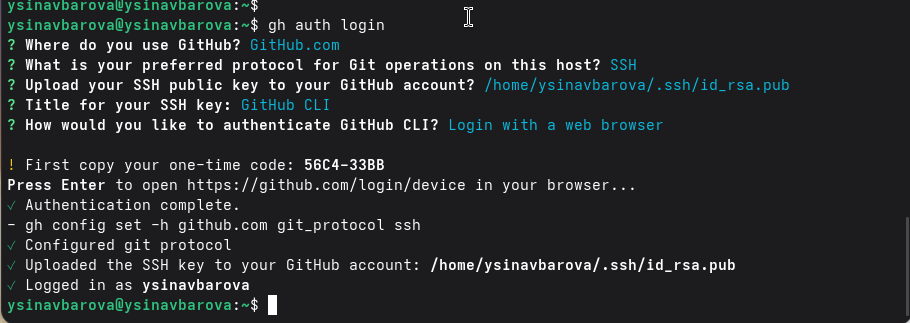 ysinavbarova@ysinavbarova:~$
ysinavbarova@ysinavbarova:~$ gh auth login
? Where do you use GitHub? GitHub.com
? What is your preferred protocol for Git operations on this host? SSH
? Upload your SSH public key to your GitHub account? /home/ysinavbarova/.ssh/id_rsa.pub
? Title for your SSH key: GitHub CLI
? How would you like to authenticate GitHub CLI? Login with a web browser
! First copy your one-time code: 56C4-33BB
Press Enter to open https://github.com/login/device in your browser...
✓ Authentication complete.
- gh config set -h github.com git_protocol ssh
✓ Configured git protocol
✓ Uploaded the SSH key to your GitHub account: /home/ysinavbarova/.ssh/id_rsa.pub
✓ Logged in as ysinavbarova
ysinavbarova@ysinavbarova:~$